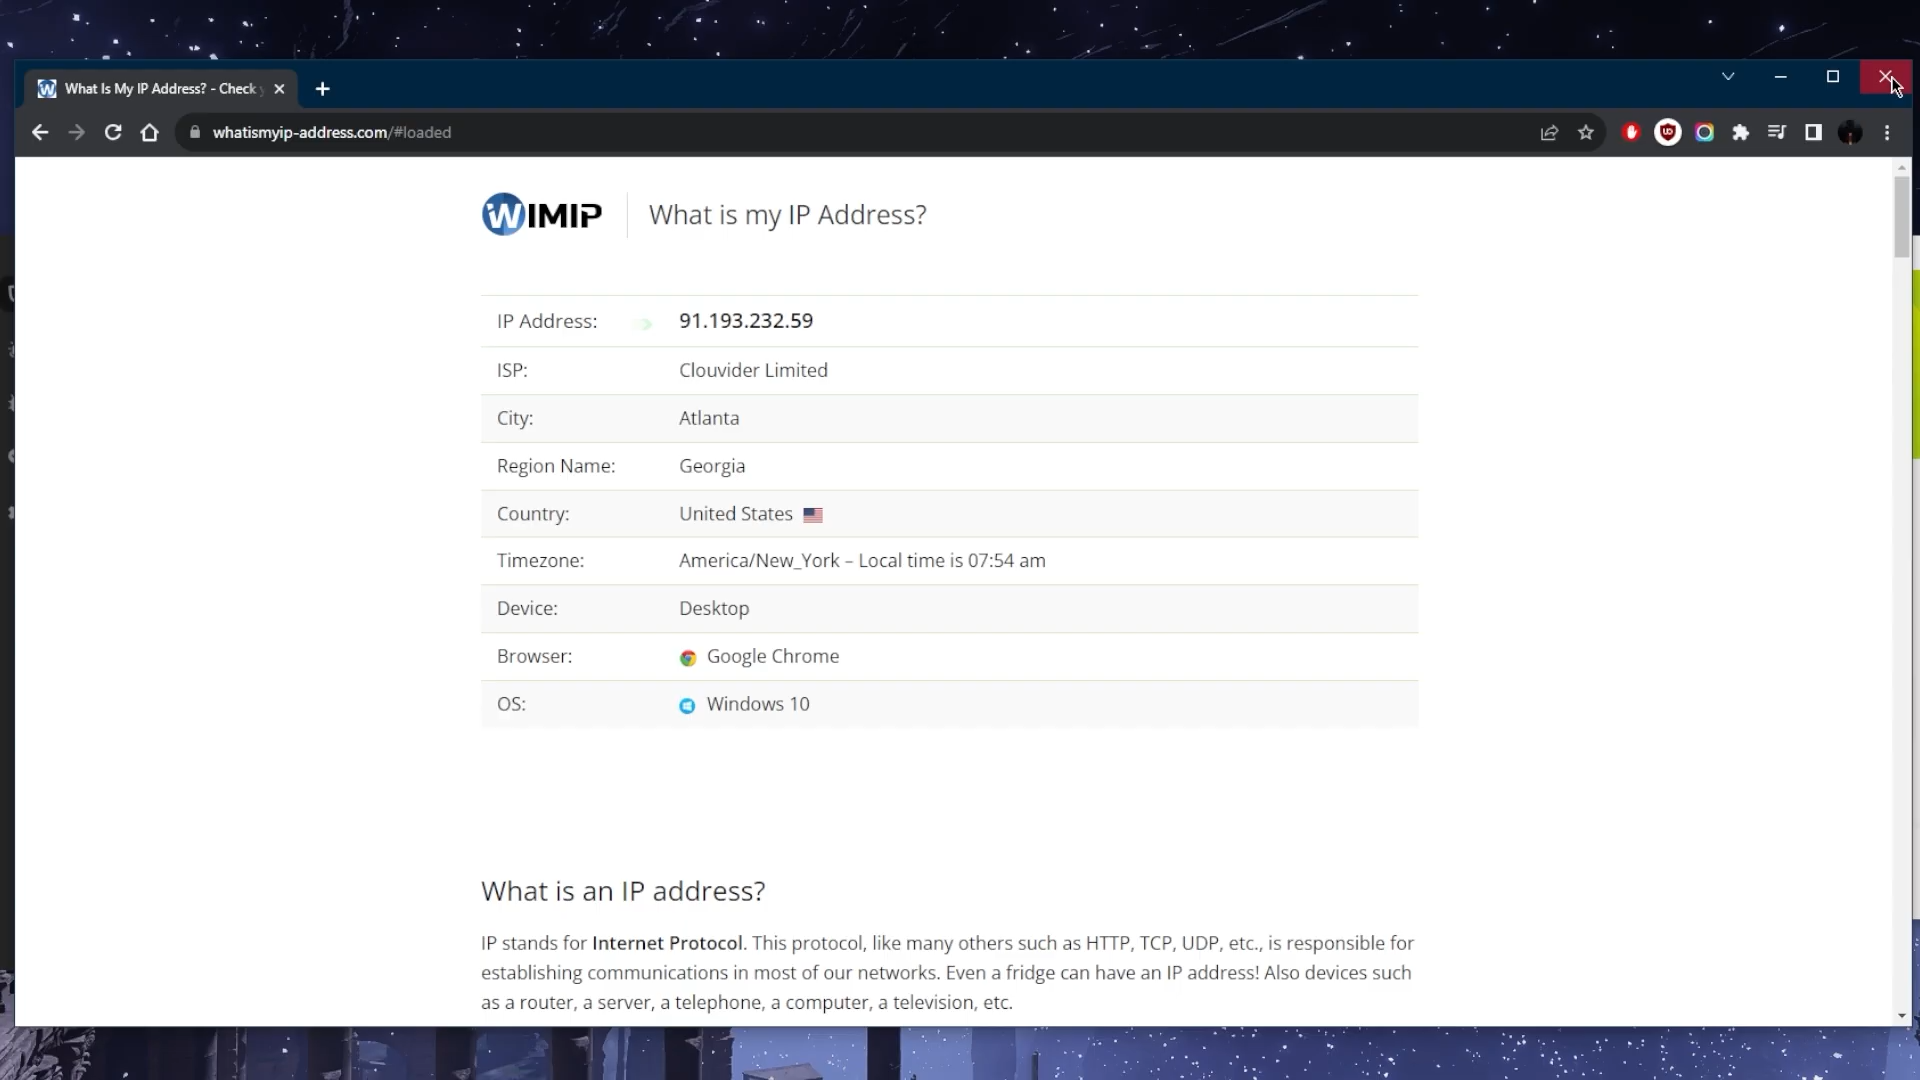 What Is My IP Address? - Check
whatismyip-address.com/#loaded
WIMIP
What is my IP Address?
IP Address: 91.193.232.59
ISP: Clouvider Limited
City: Atlanta
Region Name: Georgia
Country: United States
Timezone: America/New_York – Local time is 07:54 am
Device: Desktop
Browser: Google Chrome
OS: Windows 10
What is an IP address?
IP stands for Internet Protocol. This protocol, like many others such as HTTP, TCP, UDP, etc., is responsible for
establishing communications in most of our networks. Even a fridge can have an IP address! Also devices such
as a router, a server, a telephone, a computer, a television, etc.